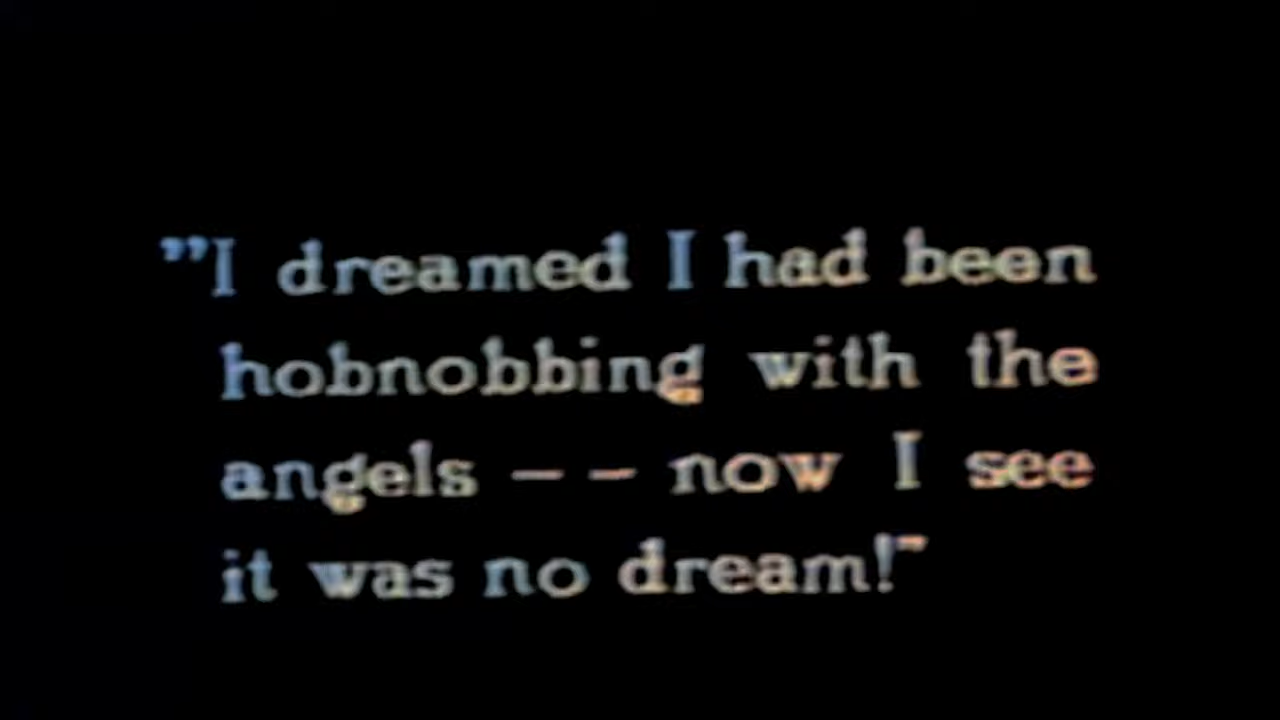 "I dreamed I had been
hobnobbing with the
angels -- now I see
it was no dream!"